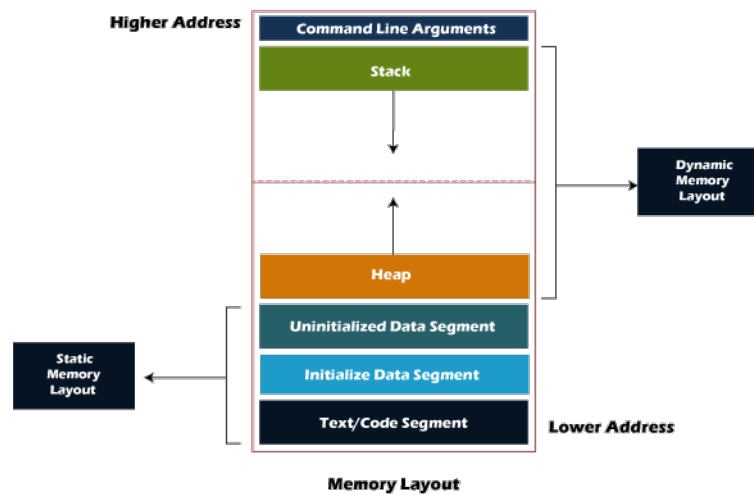 Higher Address
Command Line Arguments
Stack
Dynamic
Memory
Layout
Heap
Uninitialized Data Segment
Static
Memory
Layout
Initialize Data Segment
Text/Code Segment
Lower Address
Memory Layout